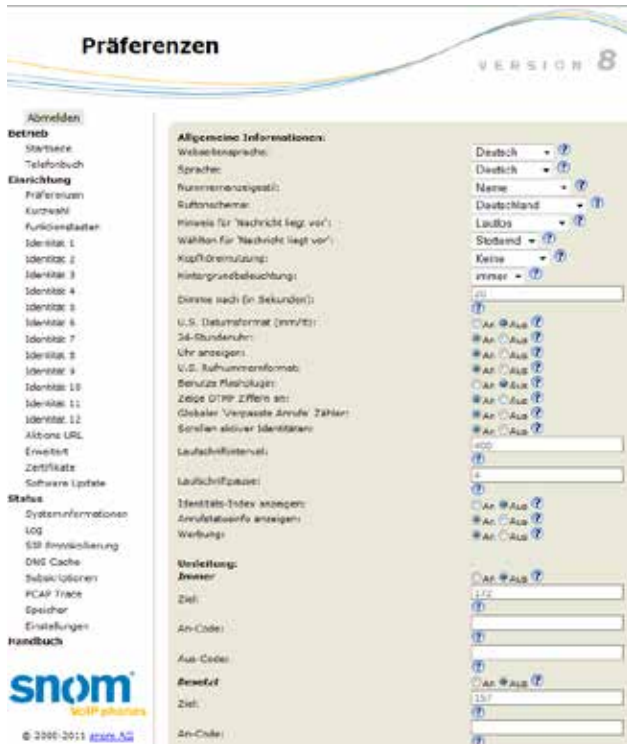 Präferenzen
VERSION 8
Abmelden
Betrieb
Startseite
Telefonbuch
Einrichtung
Präferenzen
Kurzwahl
Funktionstasten
Identität 1
Identität 2
Identität 3
Identität 4
Identität 5
Identität 6
Identität 7
Identität 8
Identität 9
Identität 10
Identität 11
Identität 12
Aktions URL
Erweitert
Zertifikate
Software Update
Status
Systeminformationen
Log
SIP Protokollierung
DNS Cache
Subskriptionen
PCAP Trace
Speicher
Einstellungen
Handbuch
snom
VoIP phones
© 2000-2011 snom AG
Allgemeine Informationen:
Webseitensprache: Deutsch
Sprache: Deutsch
Nummernanzeigestil: Name
Ruftonschema: Deutschland
Hinweis für 'Nachricht liegt vor': Lautlos
Wählton für 'Nachricht liegt vor': Stotternd
Kopfhörernutzung: Keine
Hintergrundbeleuchtung: immer
Dimme nach (in Sekunden): 20
U.S. Datumsformat (mm/tt): An Aus
24-Stundenuhr: An Aus
Uhr anzeigen: An Aus
U.S. Rufnummernformat: An Aus
Benutze Flashplugin: An Aus
Zeige DTMF Ziffern an: An Aus
Globaler 'Verpasste Anrufe' Zähler: An Aus
Scrollen aktiver Identitäten: An Aus
Laufschriftinterval: 400
Laufschriftpause: 4
Identitäts-Index anzeigen: An Aus
Anrufstatusinfo anzeigen: An Aus
Werbung: An Aus
Umleitung:
Immer An Aus
Ziel: 172
An-Code:
Aus-Code:
Besetzt An Aus
Ziel: 157
An-Code: